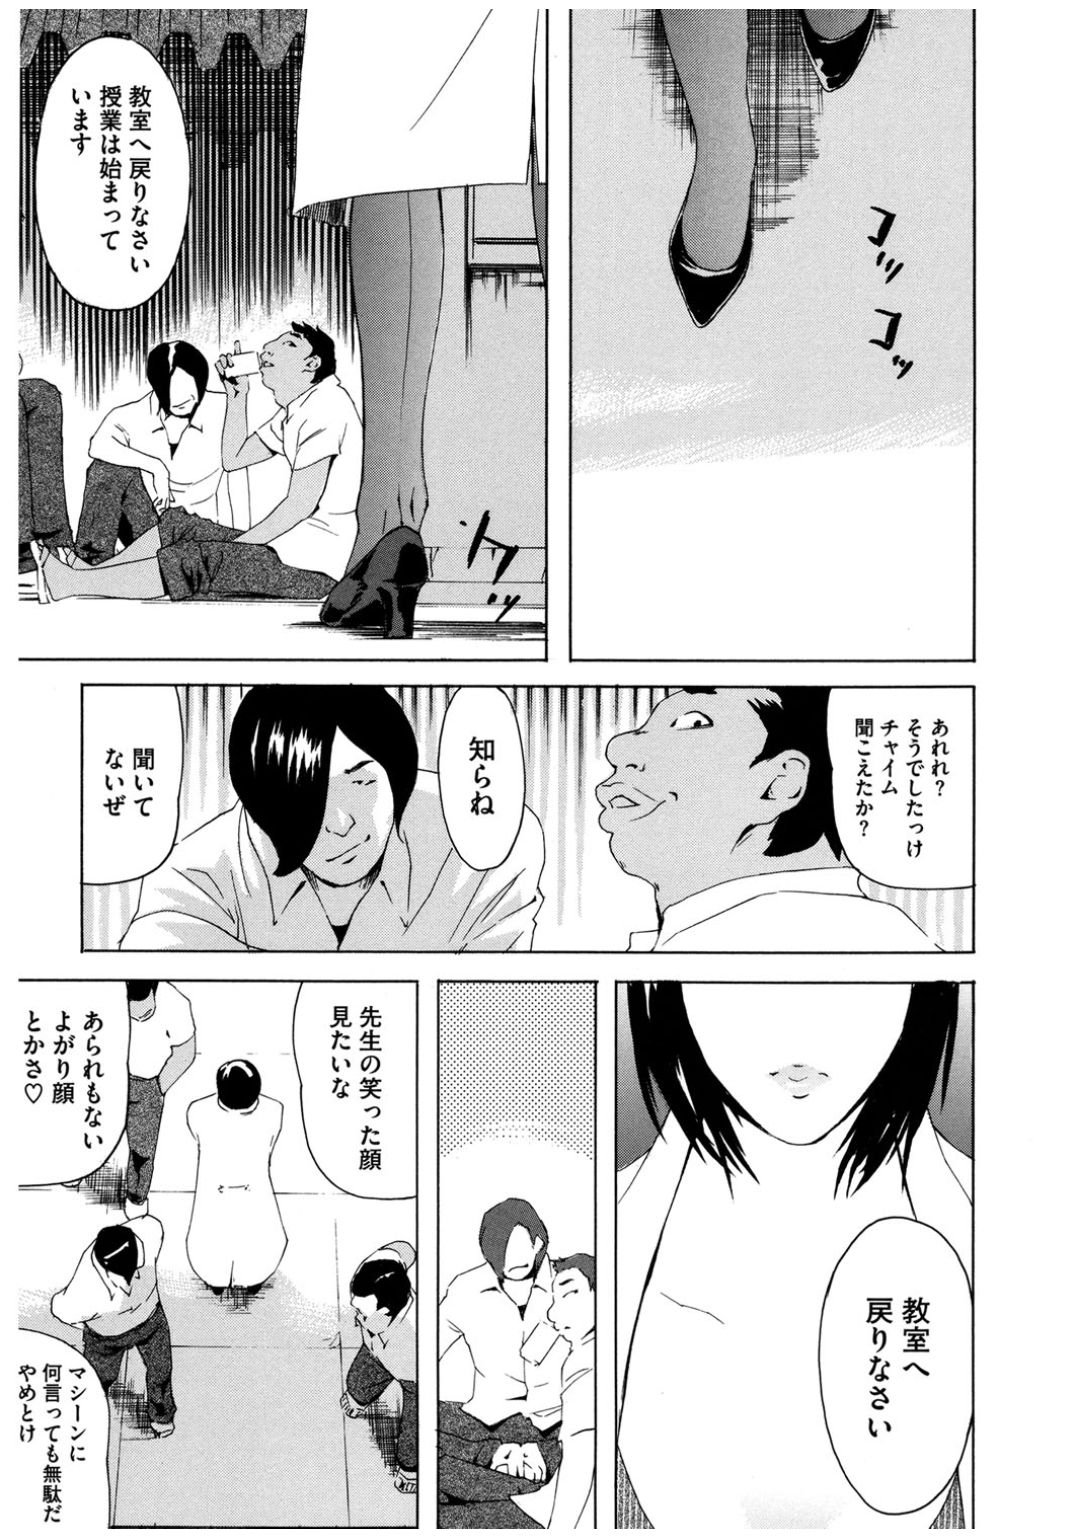 コツ
コッ
トッ
教室へ戻りなさい
授業は始まって
います
あれれ？
そうでしたっけ
チャイム
聞こえたか？
知らね
聞いて
ないぜ
教室へ
戻りなさい
先生の笑った顔
見たいな
あられもない
よがり顔
とかさ♡
マシーンに
何言っても無駄だ
やめとけ